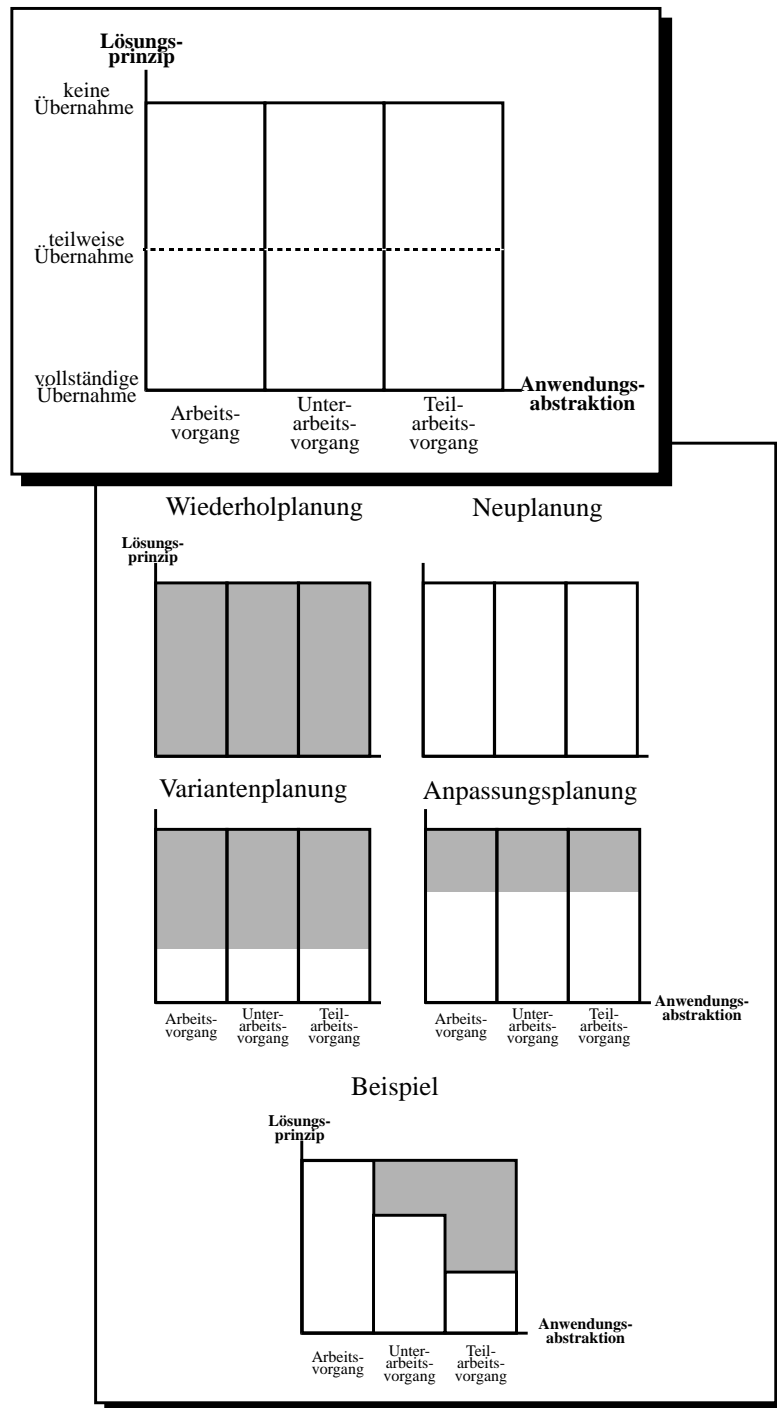 Lösungs-
prinzip
keine
Übernahme
teilweise
Übernahme
vollständige
Übernahme
Arbeits-
vorgang
Unter-
arbeits-
vorgang
Teil-
arbeits-
vorgang
Anwendungs-
abstraktion
Wiederholplanung
Neuplanung
Lösungs-
prinzip
Variantenplanung
Anpassungsplanung
Arbeits-
vorgang
Unter-
arbeits-
vorgang
Teil-
arbeits-
vorgang
Arbeits-
vorgang
Unter-
arbeits-
vorgang
Teil-
arbeits-
vorgang
Anwendungs-
abstraktion
Beispiel
Lösungs-
prinzip
Arbeits-
vorgang
Unter-
arbeits-
vorgang
Teil-
arbeits-
vorgang
Anwendungs-
abstraktion